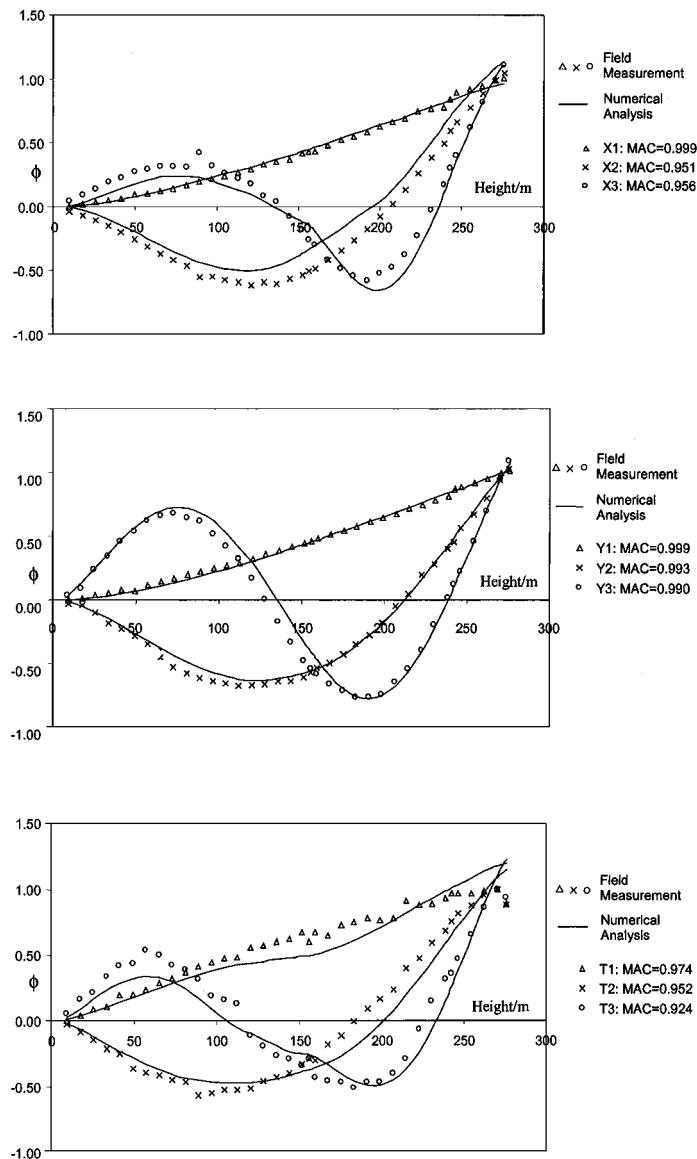 1.50
1.00
0.50
0.00
-0.50
-1.00
ϕ
0
50
100
150
200
250
300
Height/m
△ × ○ Field
Measurement
Numerical
Analysis
△ X1: MAC=0.999
× X2: MAC=0.951
○ X3: MAC=0.956
1.50
1.00
0.50
0.00
-0.50
-1.00
ϕ
0
50
100
150
200
250
300
Height/m
△ × ○ Field
Measurement
Numerical
Analysis
△ Y1: MAC=0.999
× Y2: MAC=0.993
○ Y3: MAC=0.990
1.50
1.00
0.50
0.00
-0.50
-1.00
ϕ
0
50
100
150
200
250
300
Height/m
△ × ○ Field
Measurement
Numerical
Analysis
△ T1: MAC=0.974
× T2: MAC=0.952
○ T3: MAC=0.924